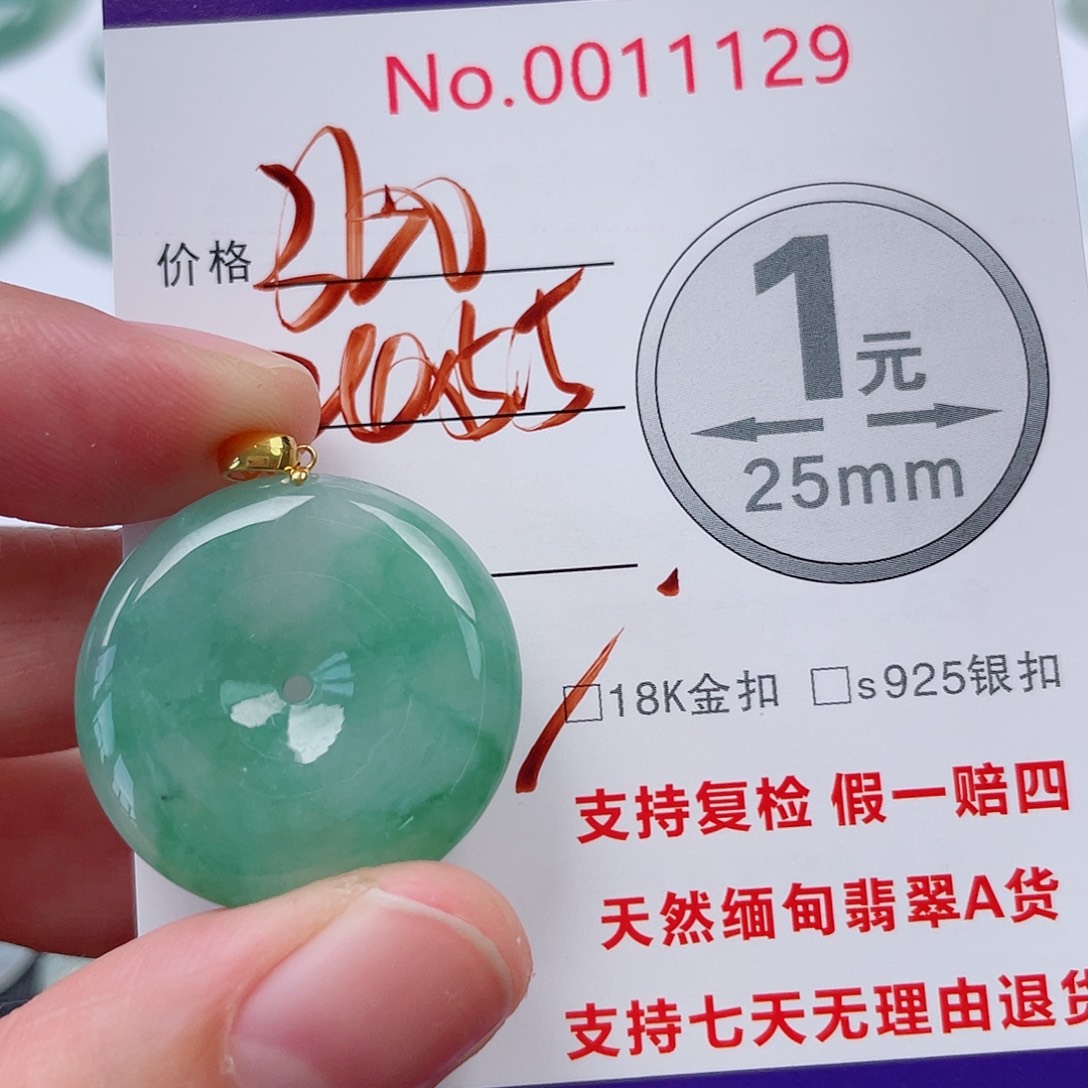 No.0011129
价格
1元
25mm
□18K金扣 □s925银扣
支持复检 假一赔四
天然缅甸翡翠A货
支持七天无理由退货